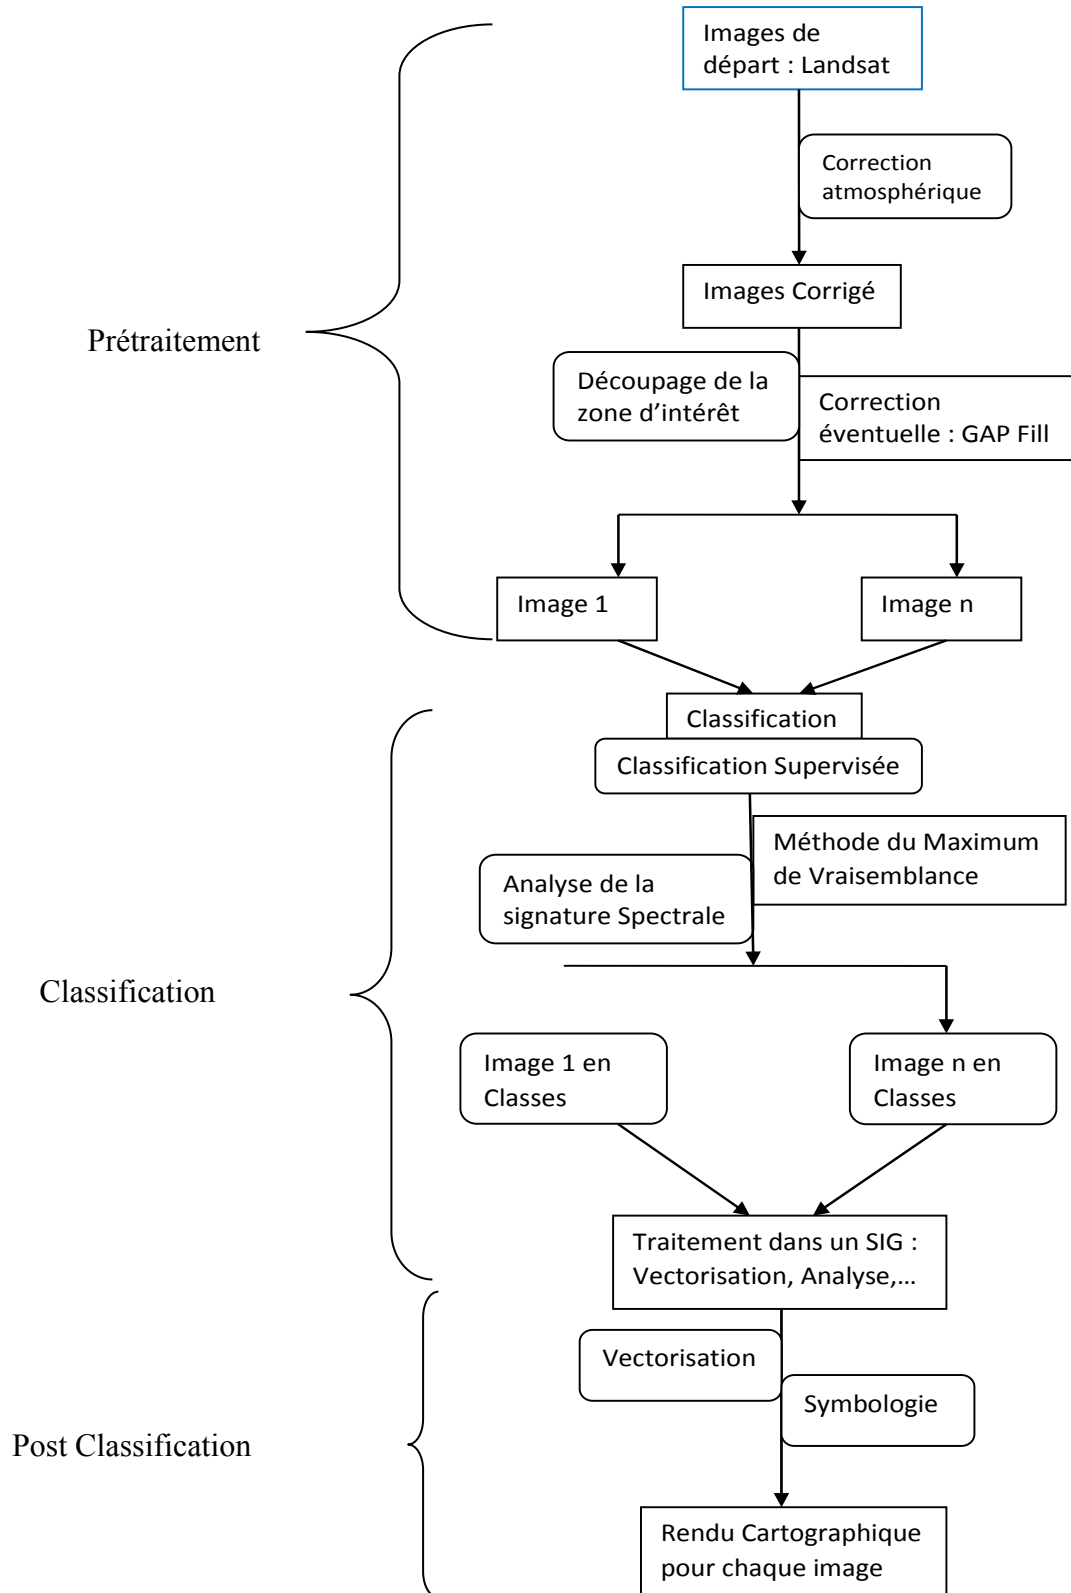 Images de
départ : Landsat
Correction
atmosphérique
Images Corrigé
Prétraitement
Découpage de la
zone d’intérêt
Correction
éventuelle : GAP Fill
Image 1
Image n
Classification
Classification Supervisée
Méthode du Maximum
de Vraisemblance
Analyse de la
signature Spectrale
Classification
Image 1 en
Classes
Image n en
Classes
Traitement dans un SIG :
Vectorisation, Analyse,...
Vectorisation
Symbologie
Post Classification
Rendu Cartographique
pour chaque image